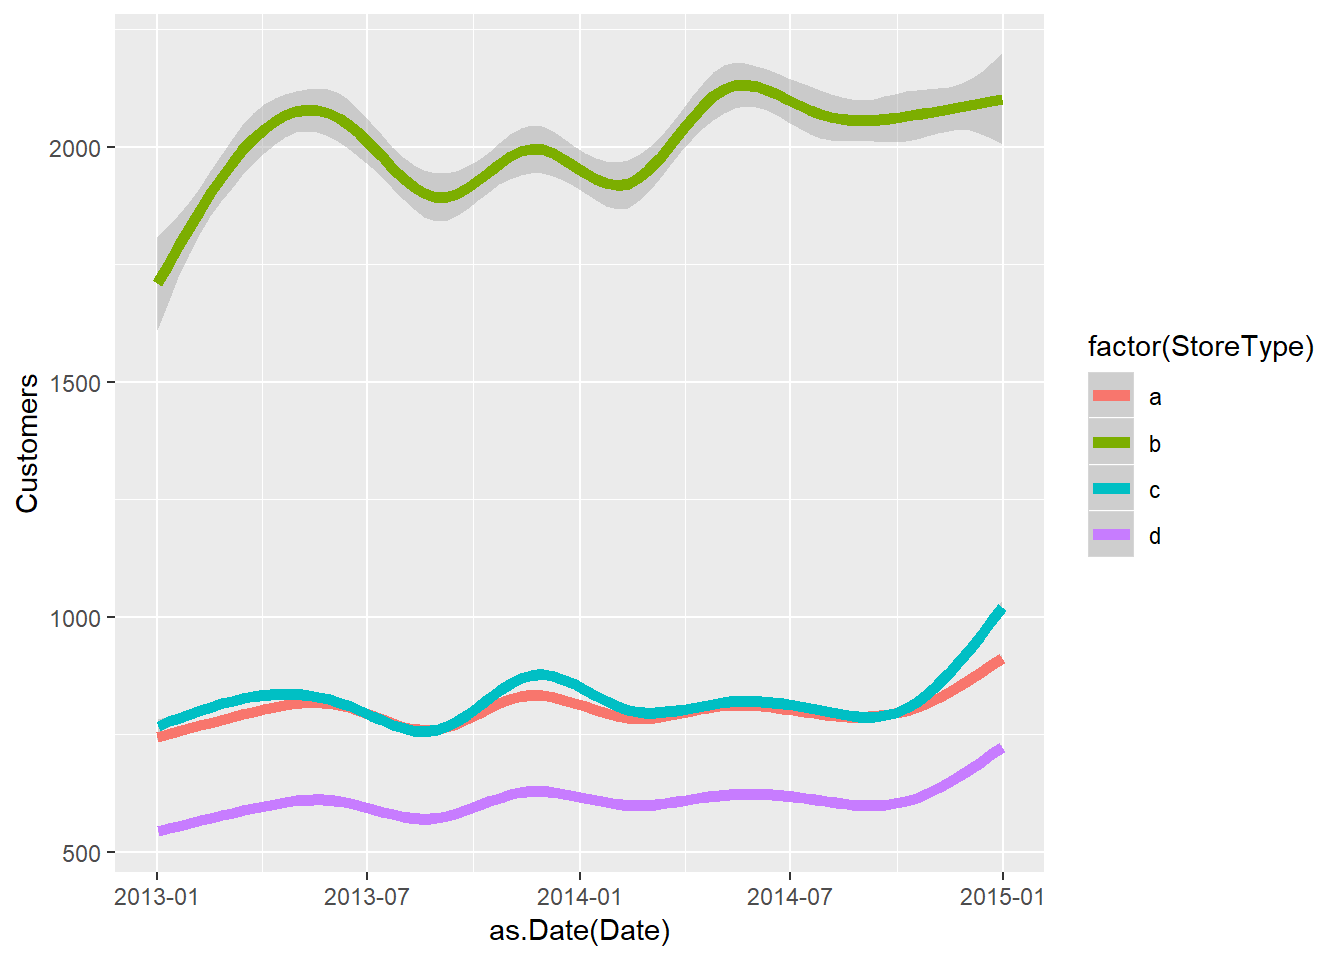 Customers
2000
1500
1000
500
2013-01 2013-07 2014-01 2014-07 2015-01
as.Date(Date)
factor(StoreType)
a
b
c
d